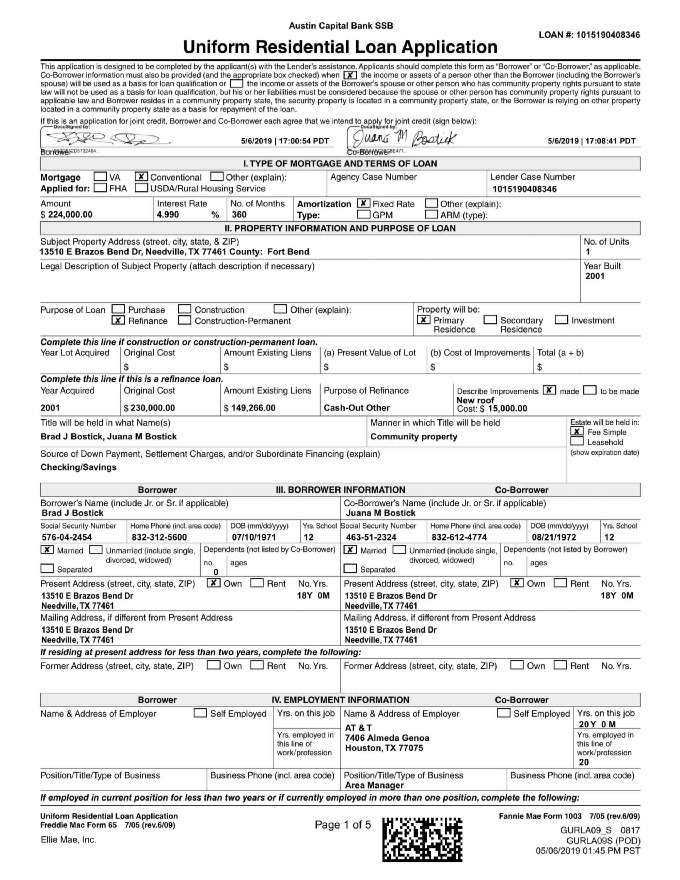 Austin Capital Bank SSB
LOAN #: 1015190408346
Uniform Residential Loan Application
This application is designed to be completed by the applicant(s) with the Lender's assistance. Applicants should complete this form as "Borrower" or "Co-Borrower," as applicable.
Co-Borrower information must also be provided (and the appropriate box checked) when [X] the income or assets of a person other than the Borrower (including the Borrower's
spouse) will be used as a basis for loan qualification or [ ] the income or assets of the Borrower's spouse or other person who has community property rights pursuant to state
law will not be used as a basis for loan qualification, but his or her liabilities must be considered because the spouse or other person has community property rights pursuant to
applicable law and Borrower resides in a community property state, the security property is located in a community property state, or the Borrower is relying on other property
located in a community property state as a basis for repayment of the loan.
If this is an application for joint credit, Borrower and Co-Borrower each agree that we intend to apply for joint credit (sign below):
DocuSigned by: DocuSigned by:
5/6/2019 | 17:00:54 PDT Juana M Bostick 5/6/2019 | 17:08:41 PDT
Borrower Co-Borrower
I. TYPE OF MORTGAGE AND TERMS OF LOAN
Mortgage [ ] VA [X] Conventional [ ] Other (explain): Agency Case Number Lender Case Number
Applied for: [ ] FHA [ ] USDA/Rural Housing Service 1015190408346
Amount Interest Rate No. of Months Amortization [X] Fixed Rate [ ] Other (explain):
$ 224,000.00 4.990 % 360 Type: [ ] GPM [ ] ARM (type):
II. PROPERTY INFORMATION AND PURPOSE OF LOAN
Subject Property Address (street, city, state, & ZIP) No. of Units
13510 E Brazos Bend Dr, Needville, TX 77461 County: Fort Bend 1
Legal Description of Subject Property (attach description if necessary) Year Built
2001
Purpose of Loan [ ] Purchase [ ] Construction [ ] Other (explain): Property will be:
[X] Refinance [ ] Construction-Permanent [X] Primary Residence [ ] Secondary Residence [ ] Investment
Complete this line if construction or construction-permanent loan.
Year Lot Acquired Original Cost Amount Existing Liens (a) Present Value of Lot (b) Cost of Improvements Total (a + b)
$ $ $ $ $
Complete this line if this is a refinance loan.
Year Acquired Original Cost Amount Existing Liens Purpose of Refinance Describe Improvements [X] made [ ] to be made
New roof
2001 $ 230,000.00 $ 149,266.00 Cash-Out Other Cost: $ 15,000.00
Title will be held in what Name(s) Manner in which Title will be held Estate will be held in:
Brad J Bostick, Juana M Bostick Community property [X] Fee Simple
[ ] Leasehold
Source of Down Payment, Settlement Charges, and/or Subordinate Financing (explain) (show expiration date)
Checking/Savings
Borrower III. BORROWER INFORMATION Co-Borrower
Borrower's Name (include Jr. or Sr. if applicable) Co-Borrower's Name (include Jr. or Sr. if applicable)
Brad J Bostick Juana M Bostick
Social Security Number Home Phone (incl. area code) DOB (mm/dd/yyyy) Yrs. School Social Security Number Home Phone (incl. area code) DOB (mm/dd/yyyy) Yrs. School
576-04-2454 832-312-5600 07/10/1971 12 463-51-2324 832-612-4774 08/21/1972 12
[X] Married [ ] Unmarried (include single, divorced, widowed) Dependents (not listed by Co-Borrower) [X] Married [ ] Unmarried (include single, divorced, widowed) Dependents (not listed by Borrower)
[ ] Separated no. 0 ages [ ] Separated no. ages
Present Address (street, city, state, ZIP) [X] Own [ ] Rent No. Yrs. Present Address (street, city, state, ZIP) [X] Own [ ] Rent No. Yrs.
13510 E Brazos Bend Dr 18Y 0M 13510 E Brazos Bend Dr 18Y 0M
Needville, TX 77461 Needville, TX 77461
Mailing Address, if different from Present Address Mailing Address, if different from Present Address
13510 E Brazos Bend Dr 13510 E Brazos Bend Dr
Needville, TX 77461 Needville, TX 77461
If residing at present address for less than two years, complete the following:
Former Address (street, city, state, ZIP) [ ] Own [ ] Rent No. Yrs. Former Address (street, city, state, ZIP) [ ] Own [ ] Rent No. Yrs.
Borrower IV. EMPLOYMENT INFORMATION Co-Borrower
Name & Address of Employer [ ] Self Employed Yrs. on this job Name & Address of Employer [ ] Self Employed Yrs. on this job
AT & T 20 Y 0 M
7406 Almeda Genoa
Houston, TX 77075
Yrs. employed in this line of work/profession Yrs. employed in this line of work/profession
20
Position/Title/Type of Business Business Phone (incl. area code) Position/Title/Type of Business Business Phone (incl. area code)
Area Manager
If employed in current position for less than two years or if currently employed in more than one position, complete the following:
Uniform Residential Loan Application Fannie Mae Form 1003 7/05 (rev.6/09)
Freddie Mac Form 65 7/05 (rev.6/09) Page 1 of 5 GURLA09_S 0817
Ellie Mae, Inc. GURLA09S (POD)
05/06/2019 01:45 PM PST